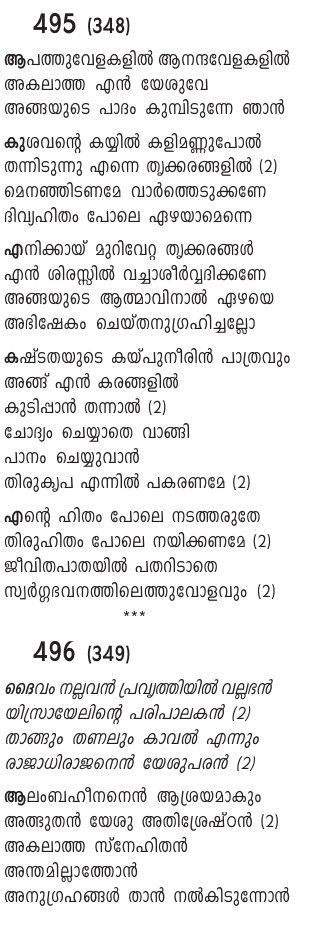 495 (348)
ആപത്തുവേളകളിൽ ആനന്ദവേളകളിൽ
അകലാത്ത എൻ യേശുവേ
അങ്ങയുടെ പാദം കുമ്പിടുന്നേ ഞാൻ
കുശവന്റെ കയ്യിൽ കളിമണ്ണുപോൽ
തന്നിടുന്നു എന്നെ തൃക്കരങ്ങളിൽ (2)
മെനഞ്ഞിടണമേ വാർത്തെടുക്കണേ
ദിവ്യഹിതം പോലെ ഏഴയാമെന്നെ
എനിക്കായ് മുറിവേറ്റ തൃക്കരങ്ങൾ
എൻ ശിരസ്സിൽ വച്ചാശീർവ്വദിക്കണേ
അങ്ങയുടെ ആത്മാവിനാൽ ഏഴയെ
അഭിഷേകം ചെയ്തനുഗ്രഹിച്ചല്ലോ
കഷ്ടതയുടെ കയ്പുനീരിൻ പാത്രവും
അങ്ങ് എൻ കരങ്ങളിൽ
കുടിപ്പാൻ തന്നാൽ (2)
ചോദ്യം ചെയ്യാതെ വാങ്ങി
പാനം ചെയ്യുവാൻ
തിരുകൃപ എന്നിൽ പകരണമേ (2)
എന്റെ ഹിതം പോലെ നടത്തരുതേ
തിരുഹിതം പോലെ നയിക്കണമേ (2)
ജീവിതപാതയിൽ പതറിടാതെ
സ്വർഗ്ഗഭവനത്തിലെത്തുവോളവും (2)
***
496 (349)
ദൈവം നല്ലവൻ പ്രവൃത്തിയിൽ വല്ലഭൻ
യിസ്രായേലിന്റെ പരിപാലകൻ (2)
താങ്ങും തണലും കാവൽ എന്നും
രാജാധിരാജനെൻ യേശുപരൻ (2)
ആലംബഹീനനെൻ ആശ്രയമാകും
അത്ഭുതൻ യേശു അതിശ്രേഷ്ഠൻ (2)
അകലാത്ത സ്നേഹിതൻ
അന്തമില്ലാത്തോൻ
അനുഗ്രഹങ്ങൾ താൻ നൽകിടുന്നോൻ